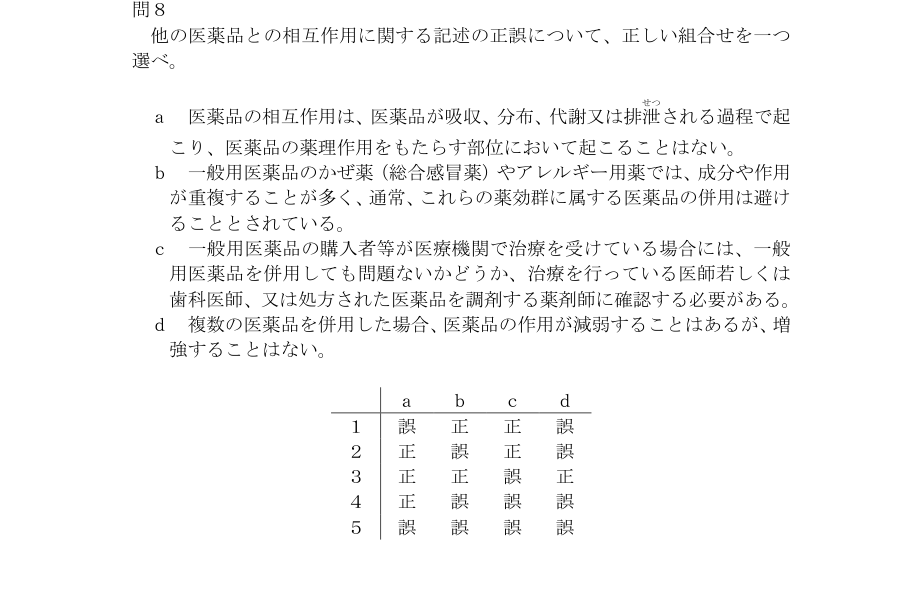 問８
他の医薬品との相互作用に関する記述の正誤について、正しい組合せを一つ
選べ。
せつ
a 医薬品の相互作用は、医薬品が吸収、分布、代謝又は排泄される過程で起
こり、医薬品の薬理作用をもたらす部位において起こることはない。
b 一般用医薬品のかぜ薬（総合感冒薬）やアレルギー用薬では、成分や作用
が重複することが多く、通常、これらの薬効群に属する医薬品の併用は避け
ることとされている。
c 一般用医薬品の購入者等が医療機関で治療を受けている場合には、一般
用医薬品を併用しても問題ないかどうか、治療を行っている医師若しくは
歯科医師、又は処方された医薬品を調剤する薬剤師に確認する必要がある。
d 複数の医薬品を併用した場合、医薬品の作用が減弱することはあるが、増
強することはない。
a b c d
１ 誤 正 正 誤
２ 正 誤 正 誤
３ 正 正 誤 正
４ 正 誤 誤 誤
５ 誤 誤 誤 誤